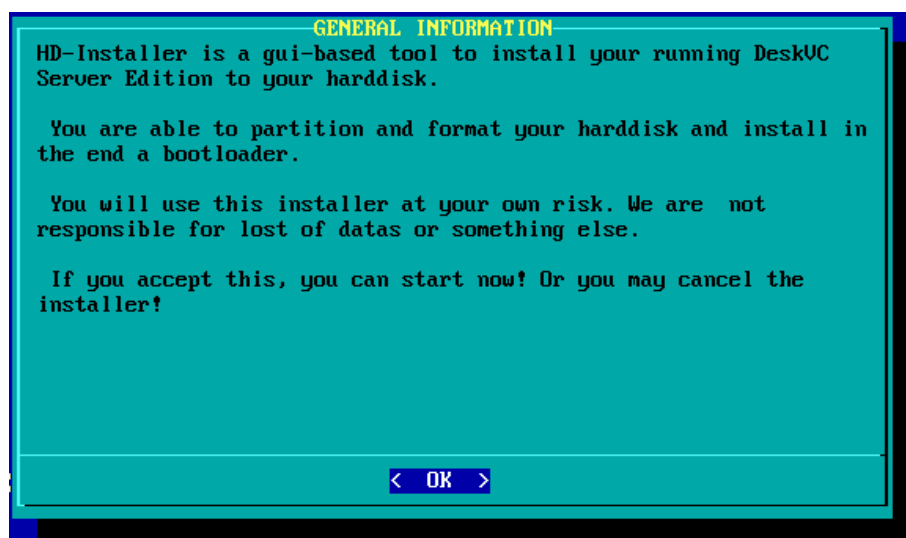 GENERAL INFORMATION
HD-Installer is a gui-based tool to install your running DeskVC
Server Edition to your harddisk.
You are able to partition and format your harddisk and install in
the end a bootloader.
You will use this installer at your own risk. We are  not
responsible for lost of datas or something else.
If you accept this, you can start now! Or you may cancel the
installer!
<  OK  >